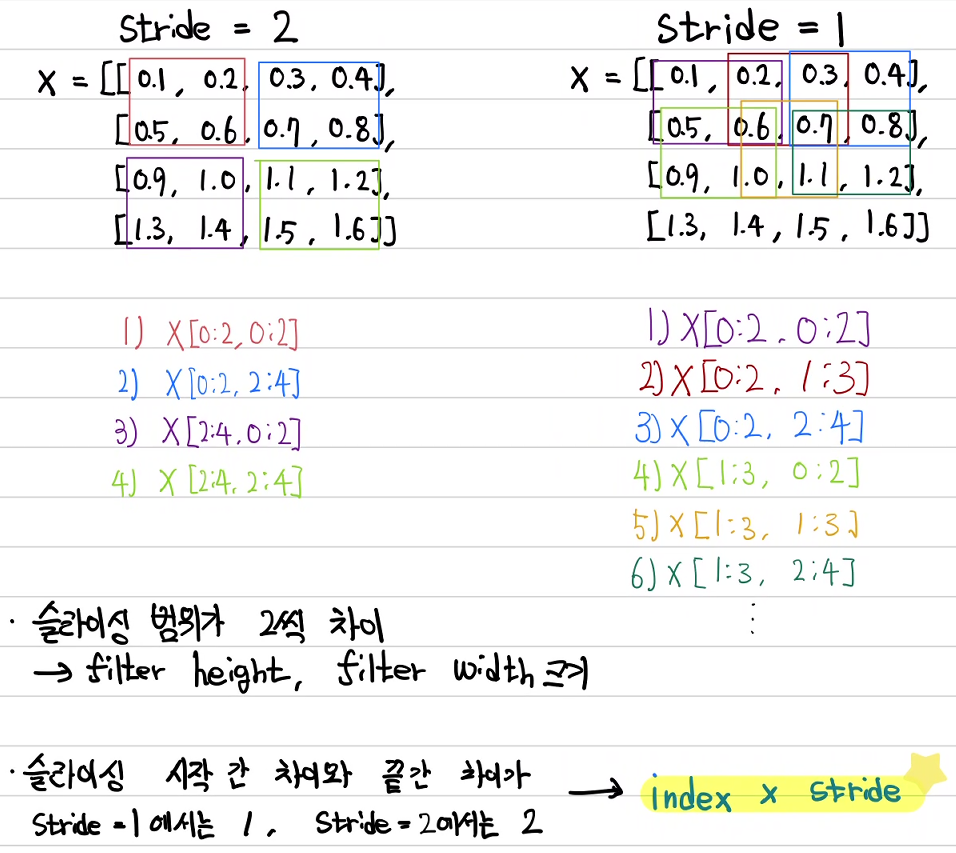 Stride = 2
X = [[0.1, 0.2, 0.3, 0.4],
[0.5, 0.6, 0.7, 0.8],
[0.9, 1.0, 1.1, 1.2],
[1.3, 1.4, 1.5, 1.6]]
1) X[0:2, 0:2]
2) X[0:2, 2:4]
3) X[2:4, 0:2]
4) X[2:4, 2:4]
Stride = 1
X = [[0.1, 0.2, 0.3, 0.4],
[0.5, 0.6, 0.7, 0.8],
[0.9, 1.0, 1.1, 1.2],
[1.3, 1.4, 1.5, 1.6]]
1) X[0:2, 0:2]
2) X[0:2, 1:3]
3) X[0:2, 2:4]
4) X[1:3, 0:2]
5) X[1:3, 1:3]
6) X[1:3, 2:4]
⋮
· 슬라이싱 범위가 2씩 차이
→ filter height, filter width 크기
· 슬라이싱 시작 간 차이와 끝간 차이가
Stride = 1 에서는 1, Stride = 2에서는 2
→ index x stride